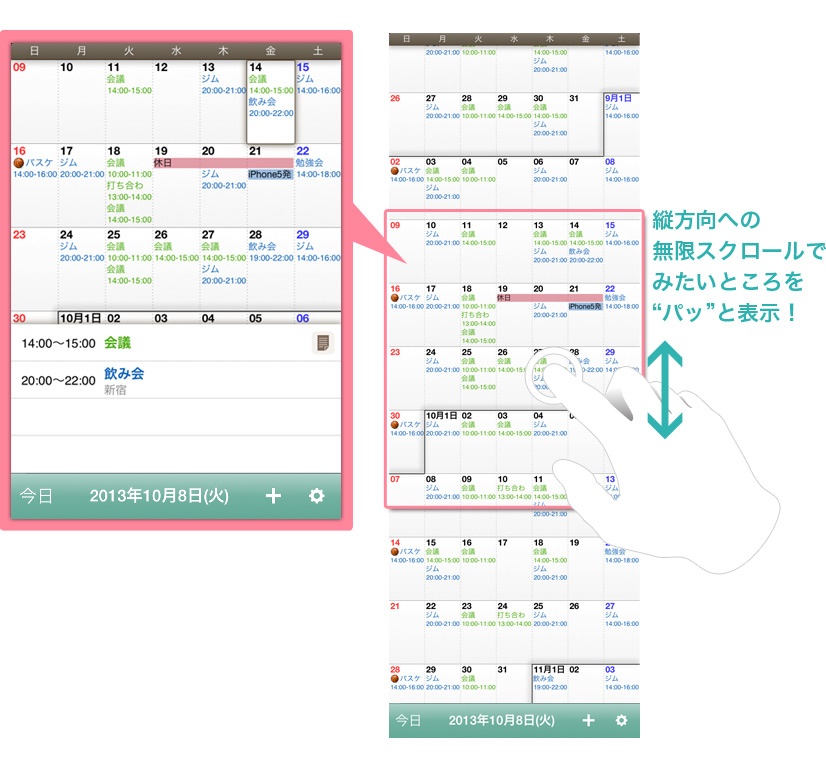 日 月 火 水 木 金 土
09 10 11 12 13 14 15
会議 ジム 会議 ジム
14:00-15:00 20:00-21:00 14:00-15:00 14:00-16:00
飲み会
20:00-22:00
16 17 18 19 20 21 22
バスケ ジム 会議 休日 勉強会
14:00-16:00 20:00-21:00 10:00-11:00 ジム iPhone5発 14:00-18:00
打ち合わ 20:00-21:00
13:00-14:00
会議
14:00-15:00
23 24 25 26 27 28 29
ジム 会議 会議 会議 飲み会 ジム
20:00-21:00 10:00-11:00 14:00-15:00 14:00-15:00 19:00-22:00 14:00-16:00
会議 ジム
14:00-15:00 20:00-21:00
30 10月1日 02 03 04 05 06
14:00〜15:00 会議
20:00〜22:00 飲み会
新宿
今日 2013年10月8日(火) +
日 月 火 水 木 金 土
20:00-21:00 10:00-11:00 14:00-15:00 14:00-16:00
ジム
20:00-21:00
26 27 28 29 30 31 9月1日
ジム 会議 会議 会議 ジム
20:00-21:00 10:00-11:00 14:00-15:00 14:00-15:00 14:00-16:00
ジム
20:00-21:00
02 03 04 05 06 07 08
バスケ 会議 会議 ジム ジム
14:00-16:00 14:00-15:00 10:00-11:00 20:00-21:00 14:00-16:00
ジム
20:00-21:00
09 10 11 12 13 14 15
ジム 会議 会議 会議 ジム
20:00-21:00 14:00-15:00 14:00-15:00 14:00-15:00 14:00-16:00
ジム 飲み会
20:00-21:00 20:00-22:00
16 17 18 19 20 21 22
バスケ ジム 会議 休日 勉強会
14:00-16:00 20:00-21:00 10:00-11:00 ジム iPhone5発 14:00-18:00
打ち合わ 20:00-21:00
13:00-14:00
会議
14:00-15:00
23 24 25 26 27 28 29
ジム 会議 会議 ジム
20:00-21:00 10:00-11:00 14:00-16:00
会議
14:00-15:00
30 10月1日 02 03 04
バスケ ジム 会議 会議 ジム
14:00-16:00 20:00-21:00 10:00-11:00 14:00-15:00 20:00-21:00
07 08 09 10 11 12 13
ジム 会議 打ち合わ 会議 ジム
20:00-21:00 10:00-11:00 13:00-14:00 14:00-15:00
ジム
20:00-21:00
14 15 16 17 18 19
バスケ 会議 会議 会議 勉強会
14:00-16:00 14:00-15:00 10:00-11:00 14:00-15:00 14:00-18:00
ジム ジム
20:00-21:00 20:00-21:00
21 22 23 24 25 26 27
ジム 会議 打ち合わ ジム ジム
20:00-21:00 10:00-11:00 13:00-14:00 20:00-21:00 14:00-16:00
28 29 30 31 11月1日 02 03
バスケ ジム 会議 飲み会 ジム
14:00-16:00 20:00-21:00 10:00-11:00 19:00-22:00 14:00-16:00
今日 2013年10月8日(火) +
縦方向への
無限スクロールで
みたいところを
“パッ”と表示！